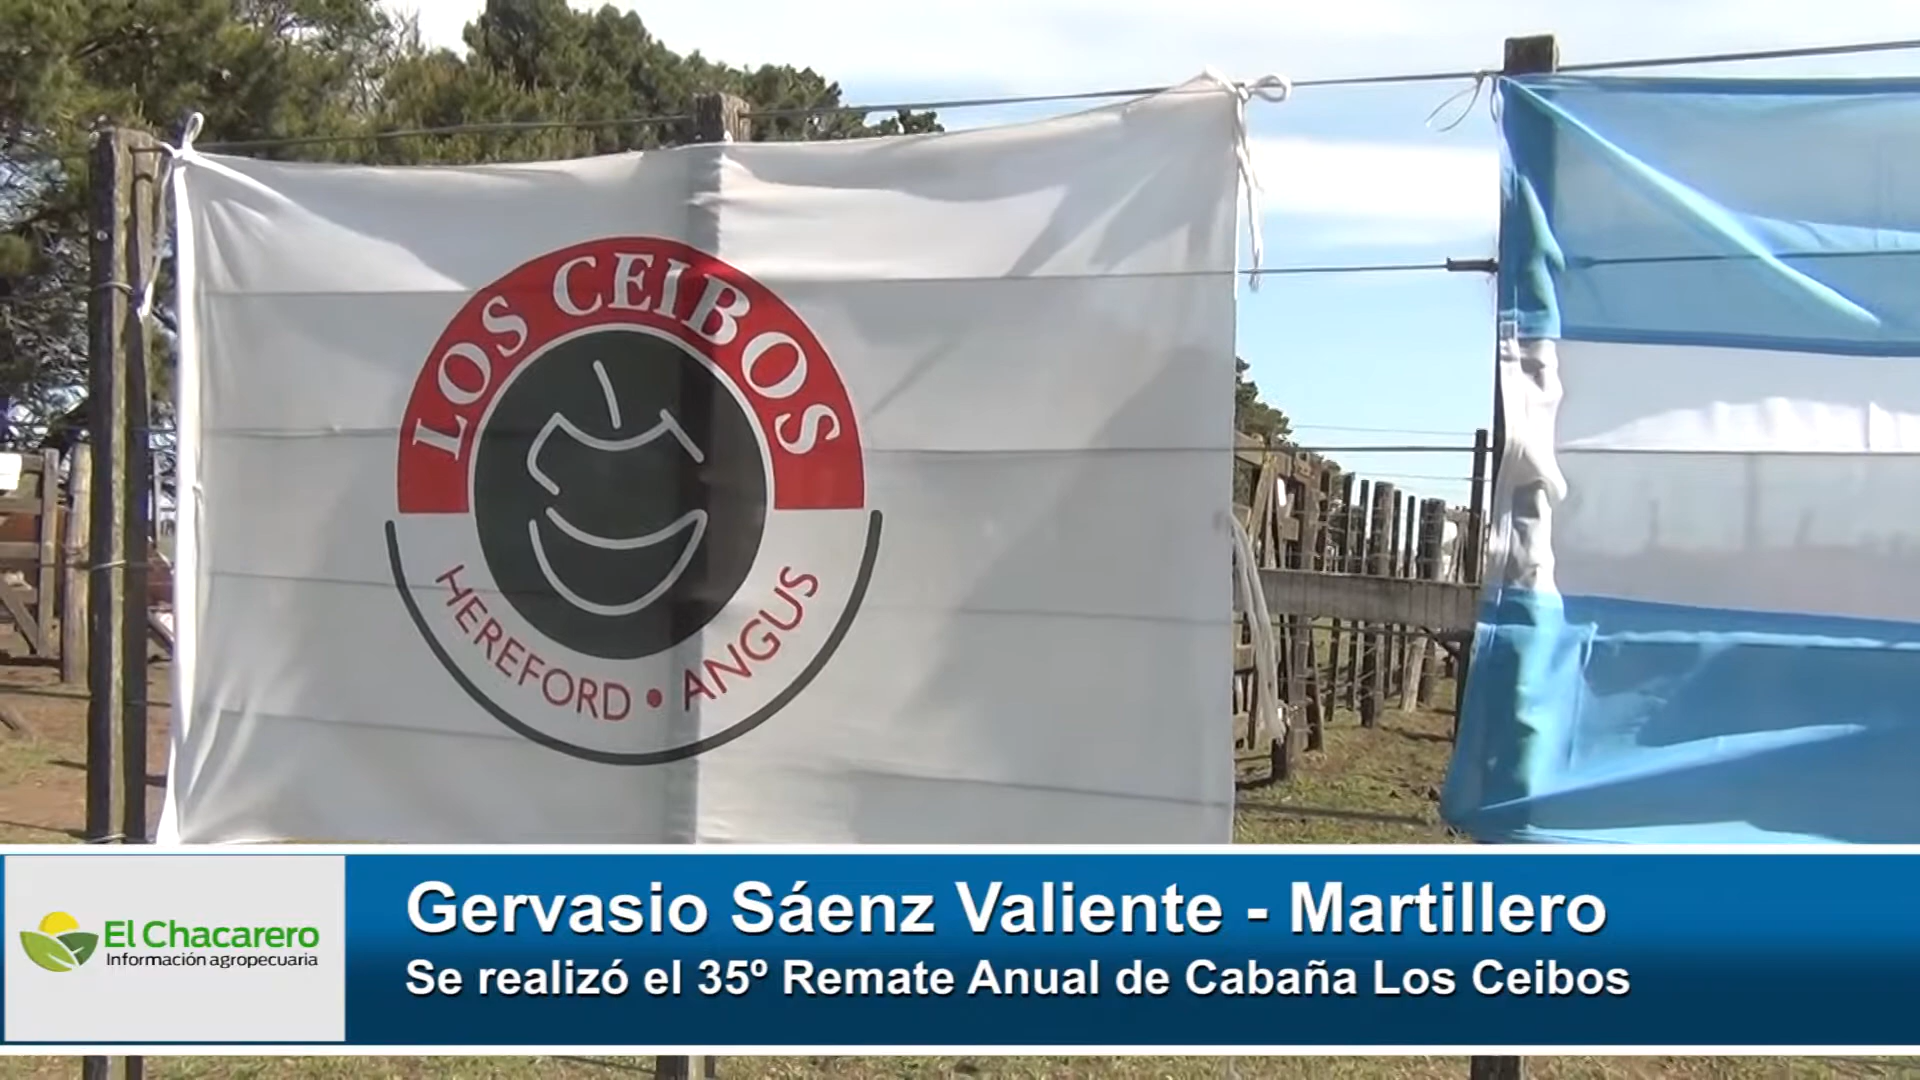 LOS CEIBOS
HEREFORD • ANGUS
El Chacarero
Información agropecuaria
Gervasio Sáenz Valiente - Martillero
Se realizó el 35º Remate Anual de Cabaña Los Ceibos